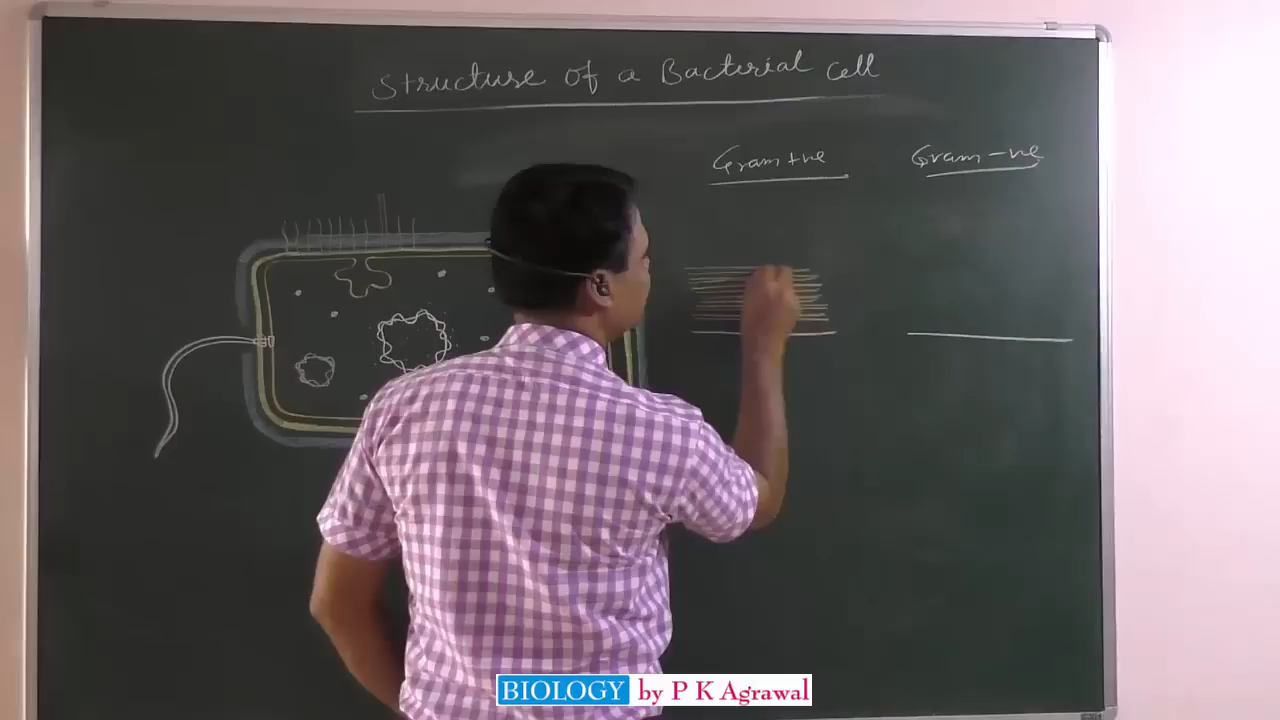 Structure of a Bacterial cell
Gram +ve
Gram -ve
BIOLOGY by P K Agrawal